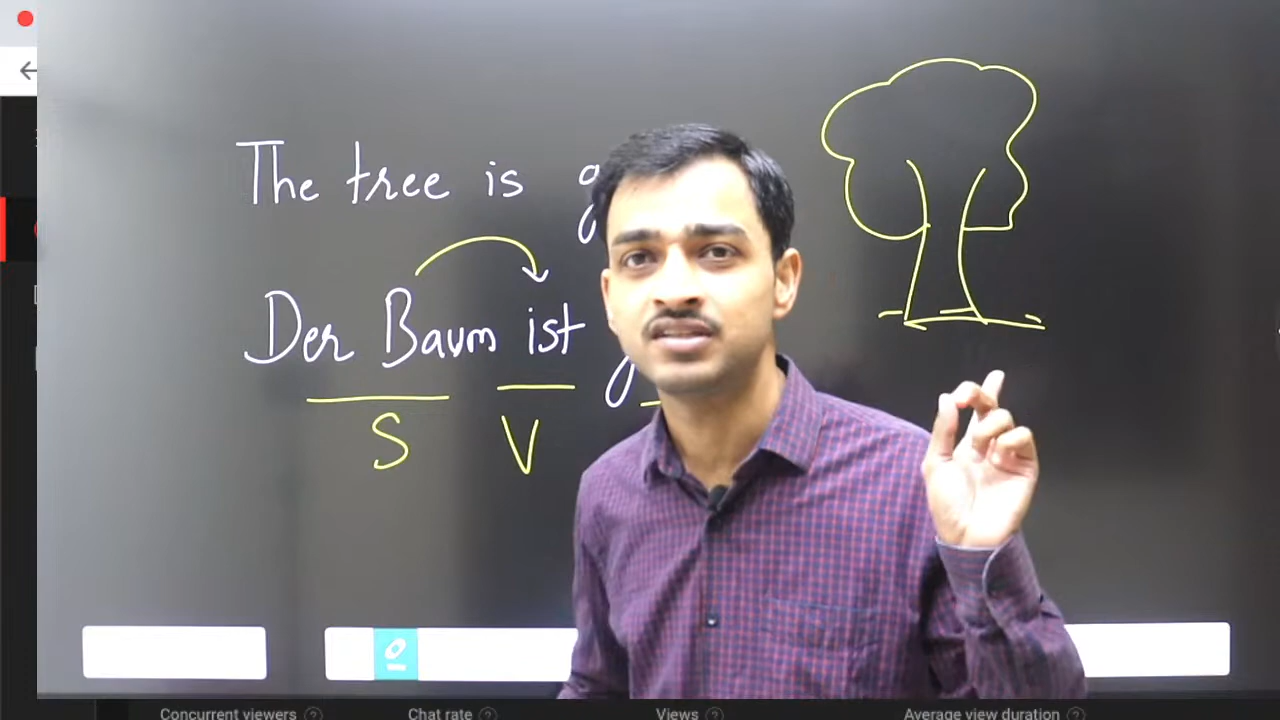 The tree is
Der Baum ist
S V
Concurrent viewers Chat rate Views Average view duration